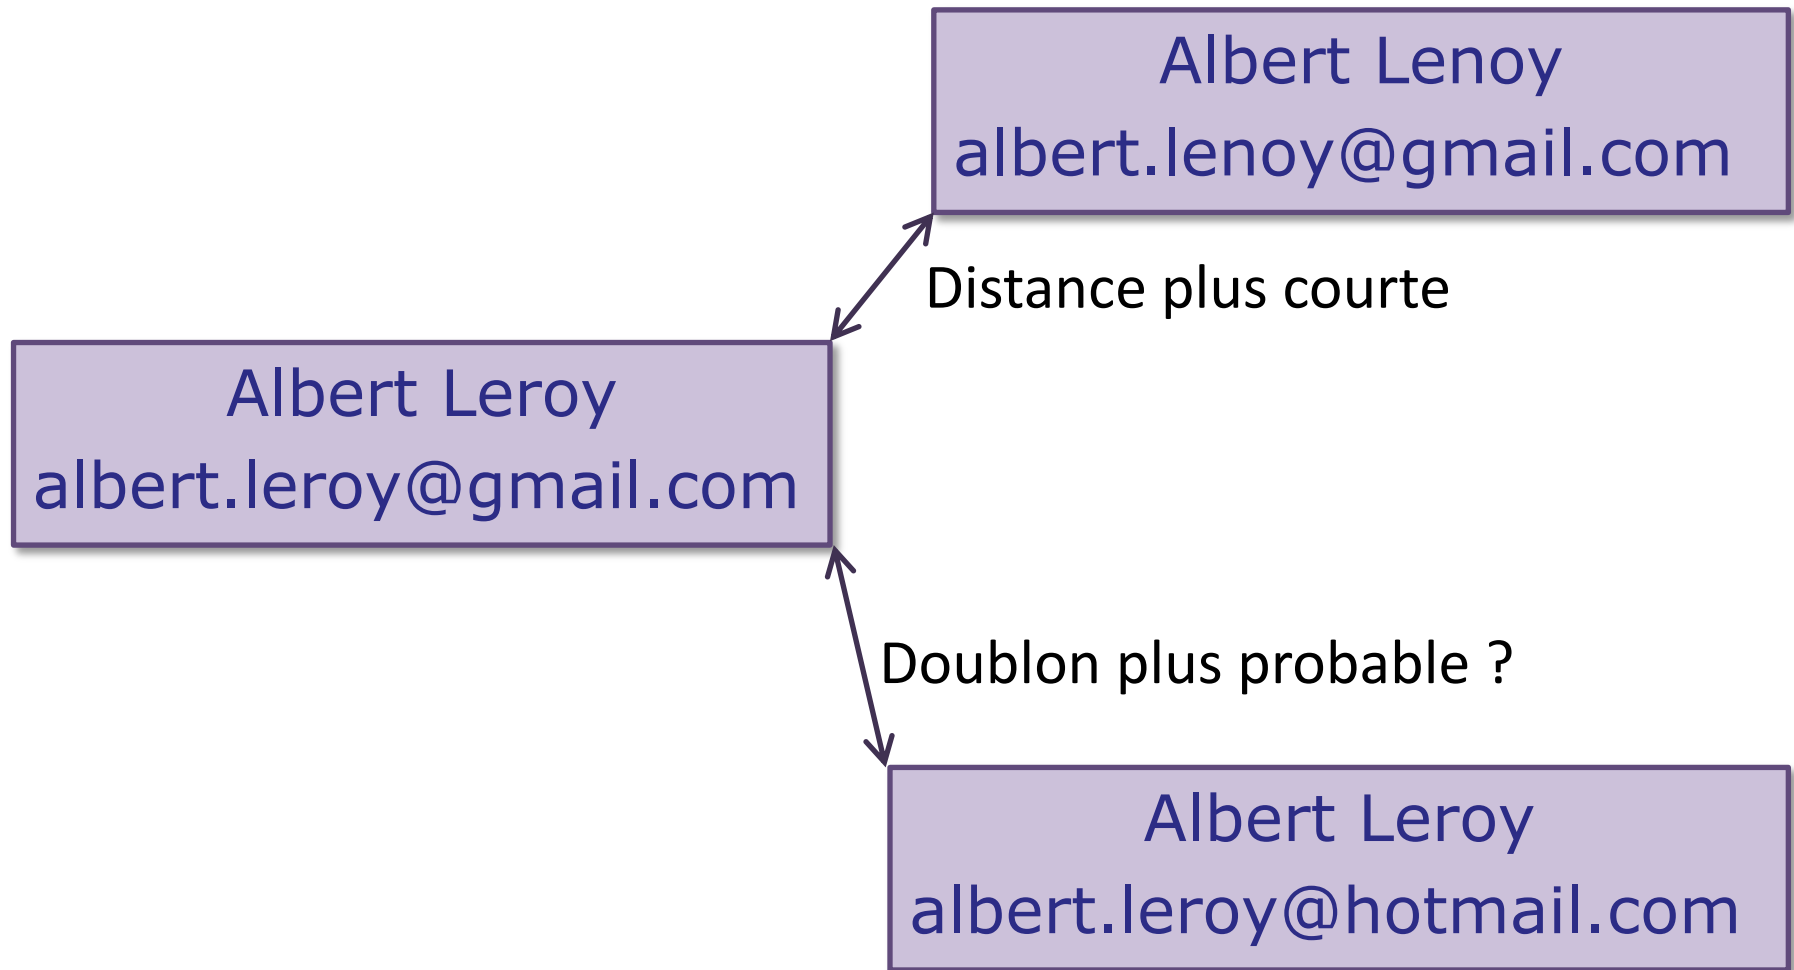 Albert Lenoy
albert.lenoy@gmail.com
Distance plus courte
Albert Leroy
albert.leroy@gmail.com
Doublon plus probable ?
Albert Leroy
albert.leroy@hotmail.com